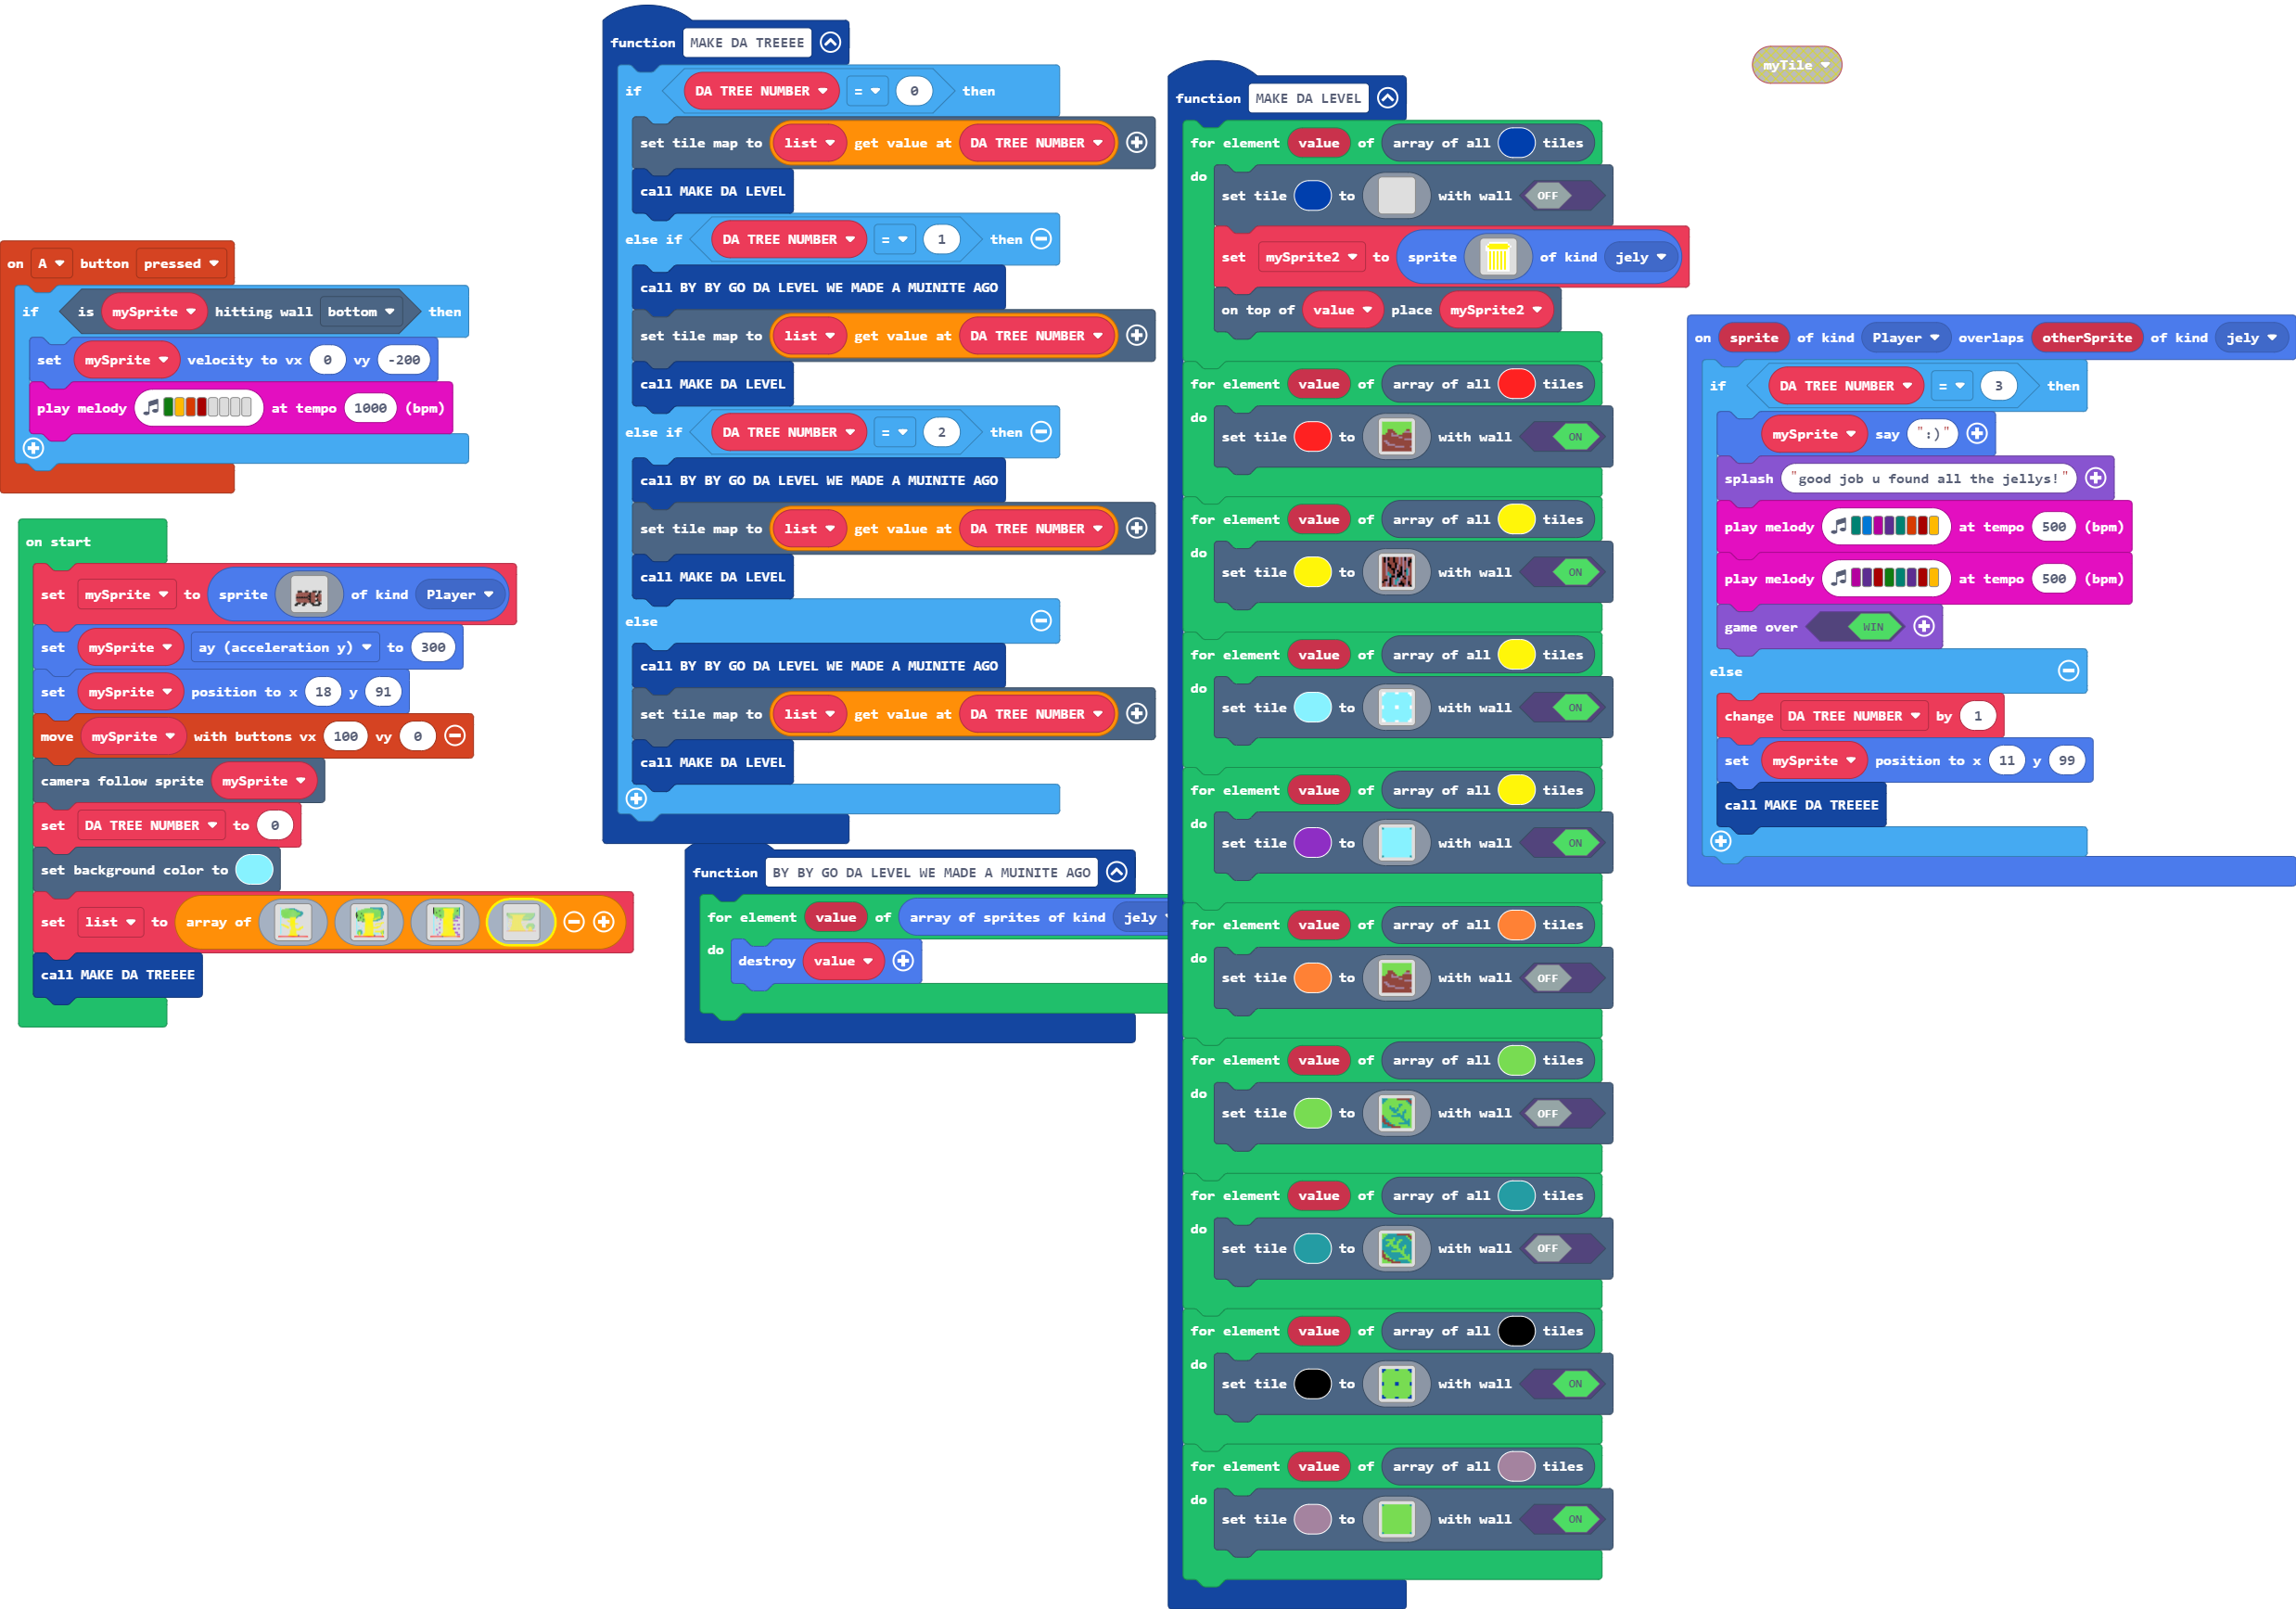 on A button pressed
if is mySprite hitting wall bottom then
set mySprite velocity to vx 0 vy -200
play melody at tempo 1000 (bpm)
on start
set mySprite to sprite of kind Player
set mySprite ay (acceleration y) to 300
set mySprite position to x 18 y 91
move mySprite with buttons vx 100 vy 0
camera follow sprite mySprite
set DA TREE NUMBER to 0
set background color to
set list to array of
call MAKE DA TREEEE
function MAKE DA TREEEE
if DA TREE NUMBER = 0 then
set tile map to list get value at DA TREE NUMBER
call MAKE DA LEVEL
else if DA TREE NUMBER = 1 then
call BY BY GO DA LEVEL WE MADE A MUINITE AGO
set tile map to list get value at DA TREE NUMBER
call MAKE DA LEVEL
else if DA TREE NUMBER = 2 then
call BY BY GO DA LEVEL WE MADE A MUINITE AGO
set tile map to list get value at DA TREE NUMBER
call MAKE DA LEVEL
else
call BY BY GO DA LEVEL WE MADE A MUINITE AGO
set tile map to list get value at DA TREE NUMBER
call MAKE DA LEVEL
function BY BY GO DA LEVEL WE MADE A MUINITE AGO
for element value of array of sprites of kind jely
do
destroy value
function MAKE DA LEVEL
for element value of array of all tiles
do
set tile to with wall OFF
set mySprite2 to sprite of kind jely
on top of value place mySprite2
for element value of array of all tiles
do
set tile to with wall ON
for element value of array of all tiles
do
set tile to with wall ON
for element value of array of all tiles
do
set tile to with wall ON
for element value of array of all tiles
do
set tile to with wall ON
for element value of array of all tiles
do
set tile to with wall OFF
for element value of array of all tiles
do
set tile to with wall OFF
for element value of array of all tiles
do
set tile to with wall OFF
for element value of array of all tiles
do
set tile to with wall ON
for element value of array of all tiles
do
set tile to with wall ON
myTile
on sprite of kind Player overlaps otherSprite of kind jely
if DA TREE NUMBER = 3 then
mySprite say ":)"
splash "good job u found all the jellys!"
play melody at tempo 500 (bpm)
play melody at tempo 500 (bpm)
game over WIN
else
change DA TREE NUMBER by 1
set mySprite position to x 11 y 99
call MAKE DA TREEEE